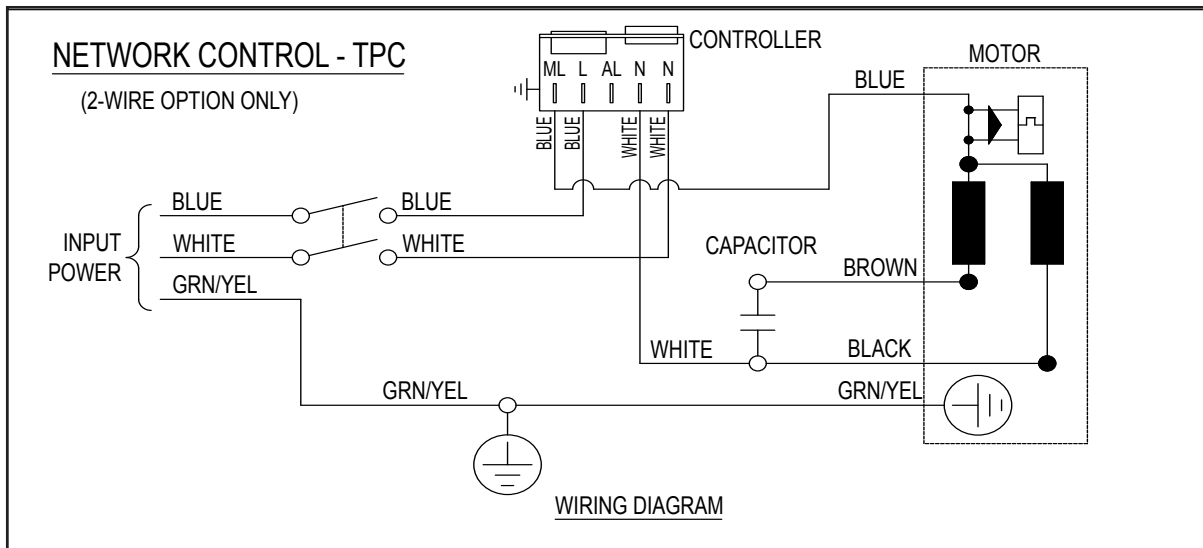 NETWORK CONTROL - TPC
(2-WIRE OPTION ONLY)
CONTROLLER
ML L AL N N
BLUE BLUE WHITE WHITE
MOTOR
BLUE
INPUT POWER
BLUE BLUE
WHITE WHITE
GRN/YEL
CAPACITOR
BROWN
WHITE BLACK
GRN/YEL GRN/YEL
WIRING DIAGRAM